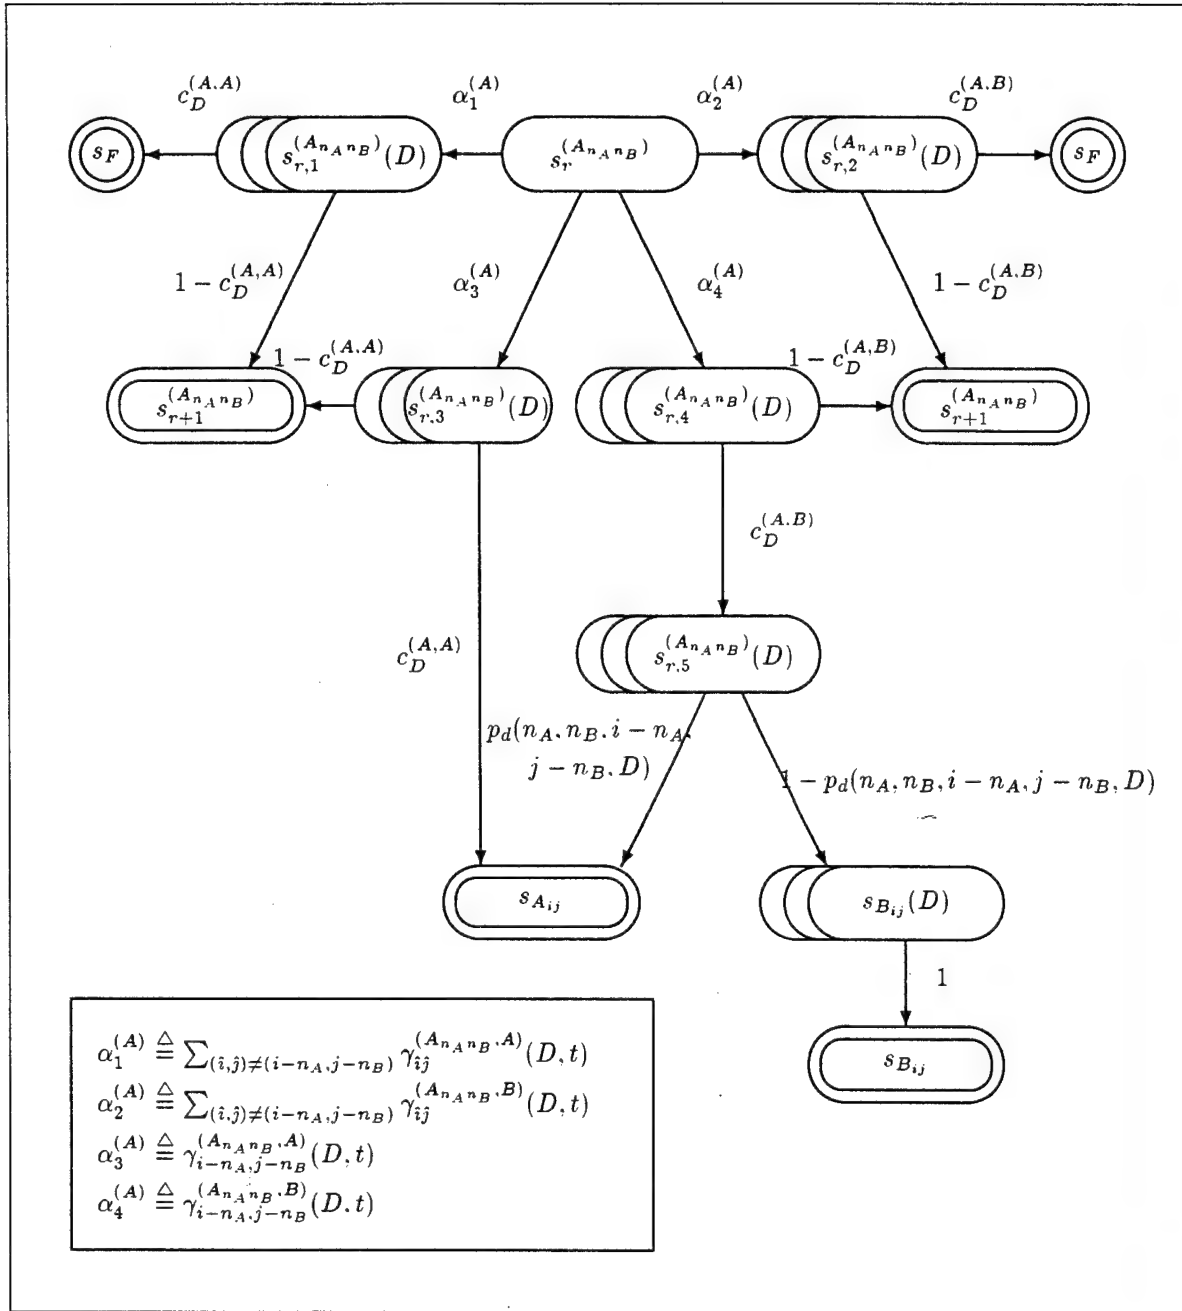 c_D^{(A.A)} α_1^{(A)} α_2^{(A)} c_D^{(A.B)}
s_F s_{r,1}^{(A_{n_A n_B})}(D) s_r^{(A_{n_A n_B})} s_{r,2}^{(A_{n_A n_B})}(D) s_F
1 − c_D^{(A,A)} α_3^{(A)} α_4^{(A)} 1 − c_D^{(A.B)}
1 − c_D^{(A.A)} 1 − c_D^{(A,B)}
s_{r+1}^{(A_{n_A n_B})} s_{r,3}^{(A_{n_A n_B})}(D) s_{r,4}^{(A_{n_A n_B})}(D) s_{r+1}^{(A_{n_A n_B})}
c_D^{(A.B)}
c_D^{(A,A)} s_{r,5}^{(A_{n_A n_B})}(D)
p_d(n_A, n_B, i − n_A,
j − n_B, D)
1 − p_d(n_A, n_B, i − n_A, j − n_B, D)
s_{A_{ij}} s_{B_{ij}}(D)
1
s_{B_{ij}}
α_1^{(A)} ≜ ∑_{(î,ĵ)≠(i−n_A,j−n_B)} γ_{îĵ}^{(A_{n_A n_B},A)}(D, t)
α_2^{(A)} ≜ ∑_{(î,ĵ)≠(i−n_A,j−n_B)} γ_{îĵ}^{(A_{n_A n_B},B)}(D, t)
α_3^{(A)} ≜ γ_{i−n_A,j−n_B}^{(A_{n_A n_B},A)}(D, t)
α_4^{(A)} ≜ γ_{i−n_A,j−n_B}^{(A_{n_A n_B},B)}(D, t)